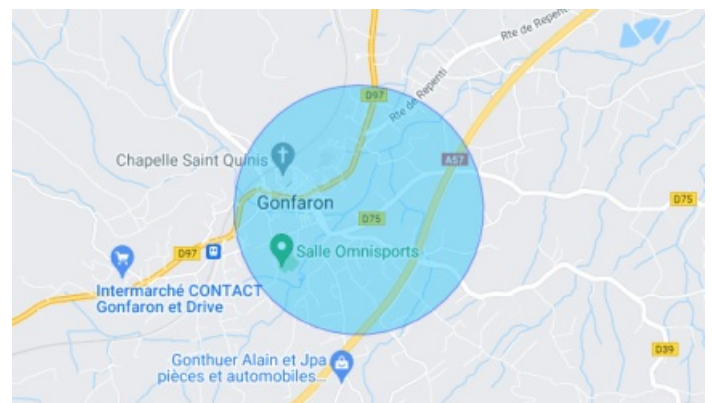 Rte de Repenti
D97
Rte de Repenti
Chapelle Saint Quinis
A57
Gonfaron
D75
D75
D97
Salle Omnisports
Intermarché CONTACT
Gonfaron et Drive
D39
Gonthuer Alain et Jpa
pièces et automobiles...